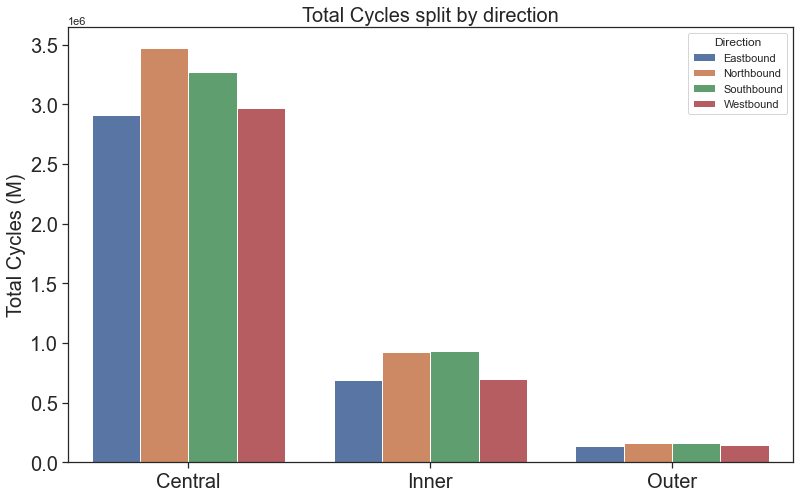 Total Cycles split by direction
1e6
3.5
3.0
2.5
2.0
1.5
1.0
0.5
0.0
Total Cycles (M)
Direction
Eastbound
Northbound
Southbound
Westbound
Central
Inner
Outer